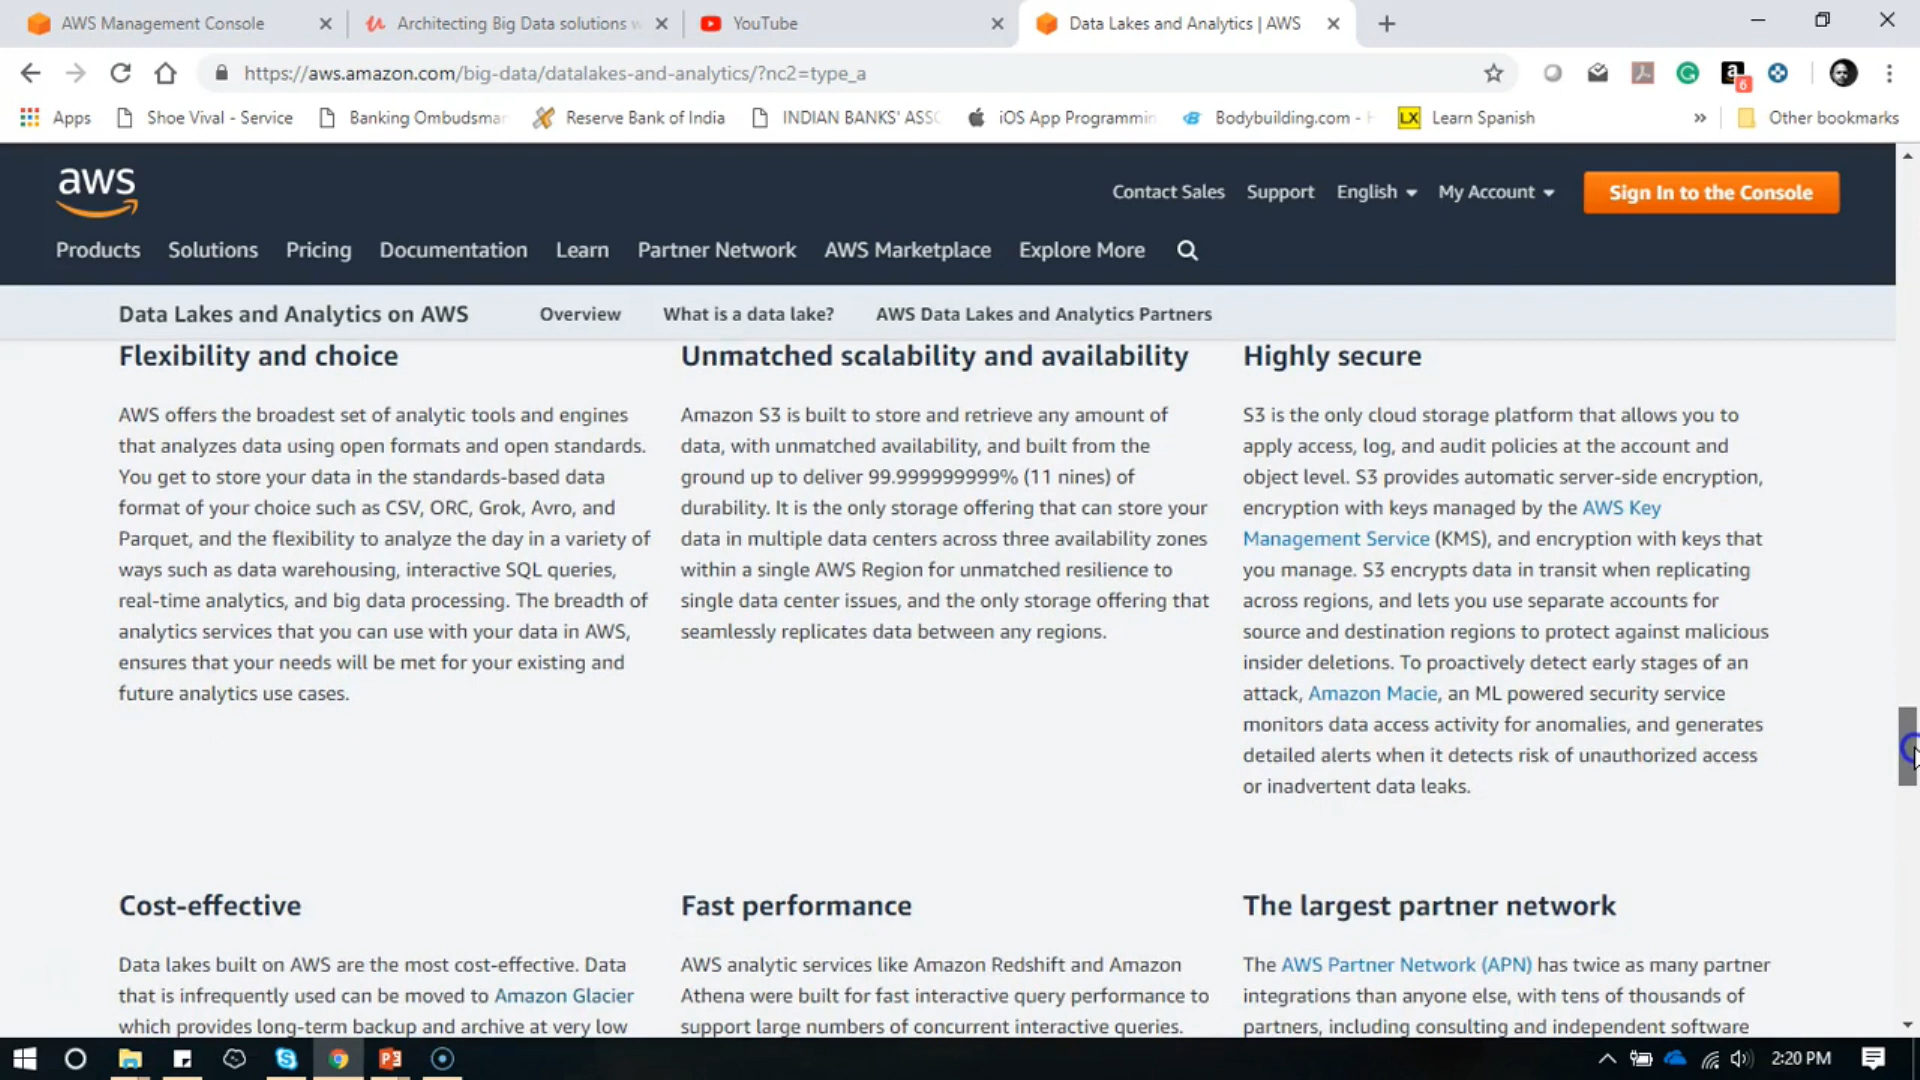 AWS Management Console
Architecting Big Data solutions w
YouTube
Data Lakes and Analytics | AWS
https://aws.amazon.com/big-data/datalakes-and-analytics/?nc2=type_a
a
6
Apps
Shoe Vival - Service
Banking Ombudsma
Reserve Bank of India
INDIAN BANKS' ASSC
iOS App Programmin
Bodybuilding.com -
LX Learn Spanish
»
Other bookmarks
aws
Contact Sales
Support
English
My Account
Sign In to the Console
Products
Solutions
Pricing
Documentation
Learn
Partner Network
AWS Marketplace
Explore More
Data Lakes and Analytics on AWS
Overview
What is a data lake?
AWS Data Lakes and Analytics Partners
Flexibility and choice
AWS offers the broadest set of analytic tools and engines
that analyzes data using open formats and open standards.
You get to store your data in the standards-based data
format of your choice such as CSV, ORC, Grok, Avro, and
Parquet, and the flexibility to analyze the day in a variety of
ways such as data warehousing, interactive SQL queries,
real-time analytics, and big data processing. The breadth of
analytics services that you can use with your data in AWS,
ensures that your needs will be met for your existing and
future analytics use cases.
Unmatched scalability and availability
Amazon S3 is built to store and retrieve any amount of
data, with unmatched availability, and built from the
ground up to deliver 99.999999999% (11 nines) of
durability. It is the only storage offering that can store your
data in multiple data centers across three availability zones
within a single AWS Region for unmatched resilience to
single data center issues, and the only storage offering that
seamlessly replicates data between any regions.
Highly secure
S3 is the only cloud storage platform that allows you to
apply access, log, and audit policies at the account and
object level. S3 provides automatic server-side encryption,
encryption with keys managed by the AWS Key
Management Service (KMS), and encryption with keys that
you manage. S3 encrypts data in transit when replicating
across regions, and lets you use separate accounts for
source and destination regions to protect against malicious
insider deletions. To proactively detect early stages of an
attack, Amazon Macie, an ML powered security service
monitors data access activity for anomalies, and generates
detailed alerts when it detects risk of unauthorized access
or inadvertent data leaks.
Cost-effective
Data lakes built on AWS are the most cost-effective. Data
that is infrequently used can be moved to Amazon Glacier
which provides long-term backup and archive at very low
Fast performance
AWS analytic services like Amazon Redshift and Amazon
Athena were built for fast interactive query performance to
support large numbers of concurrent interactive queries.
The largest partner network
The AWS Partner Network (APN) has twice as many partner
integrations than anyone else, with tens of thousands of
partners, including consulting and independent software
2:20 PM